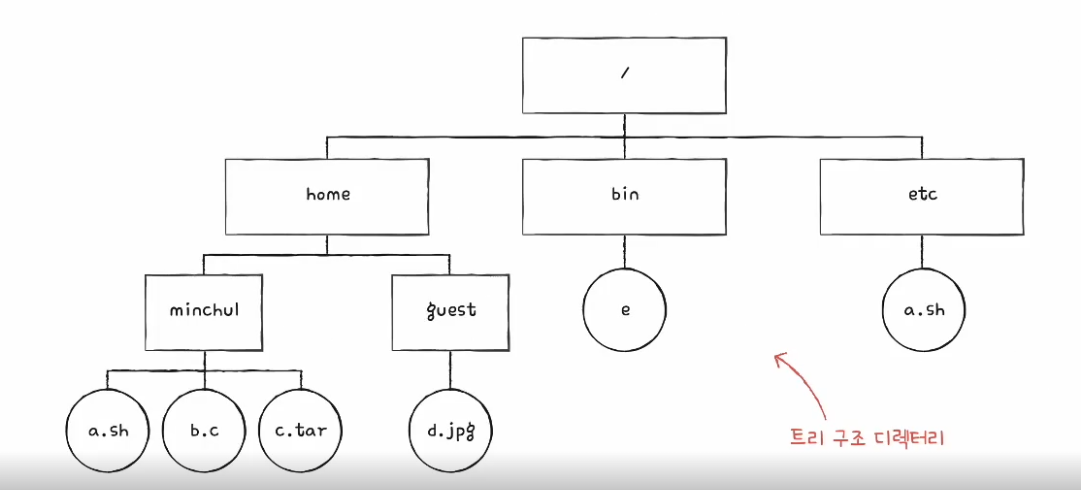 /
home
bin
etc
minchul
guest
e
a.sh
a.sh
b.c
c.tar
d.jpg
트리 구조 디렉터리